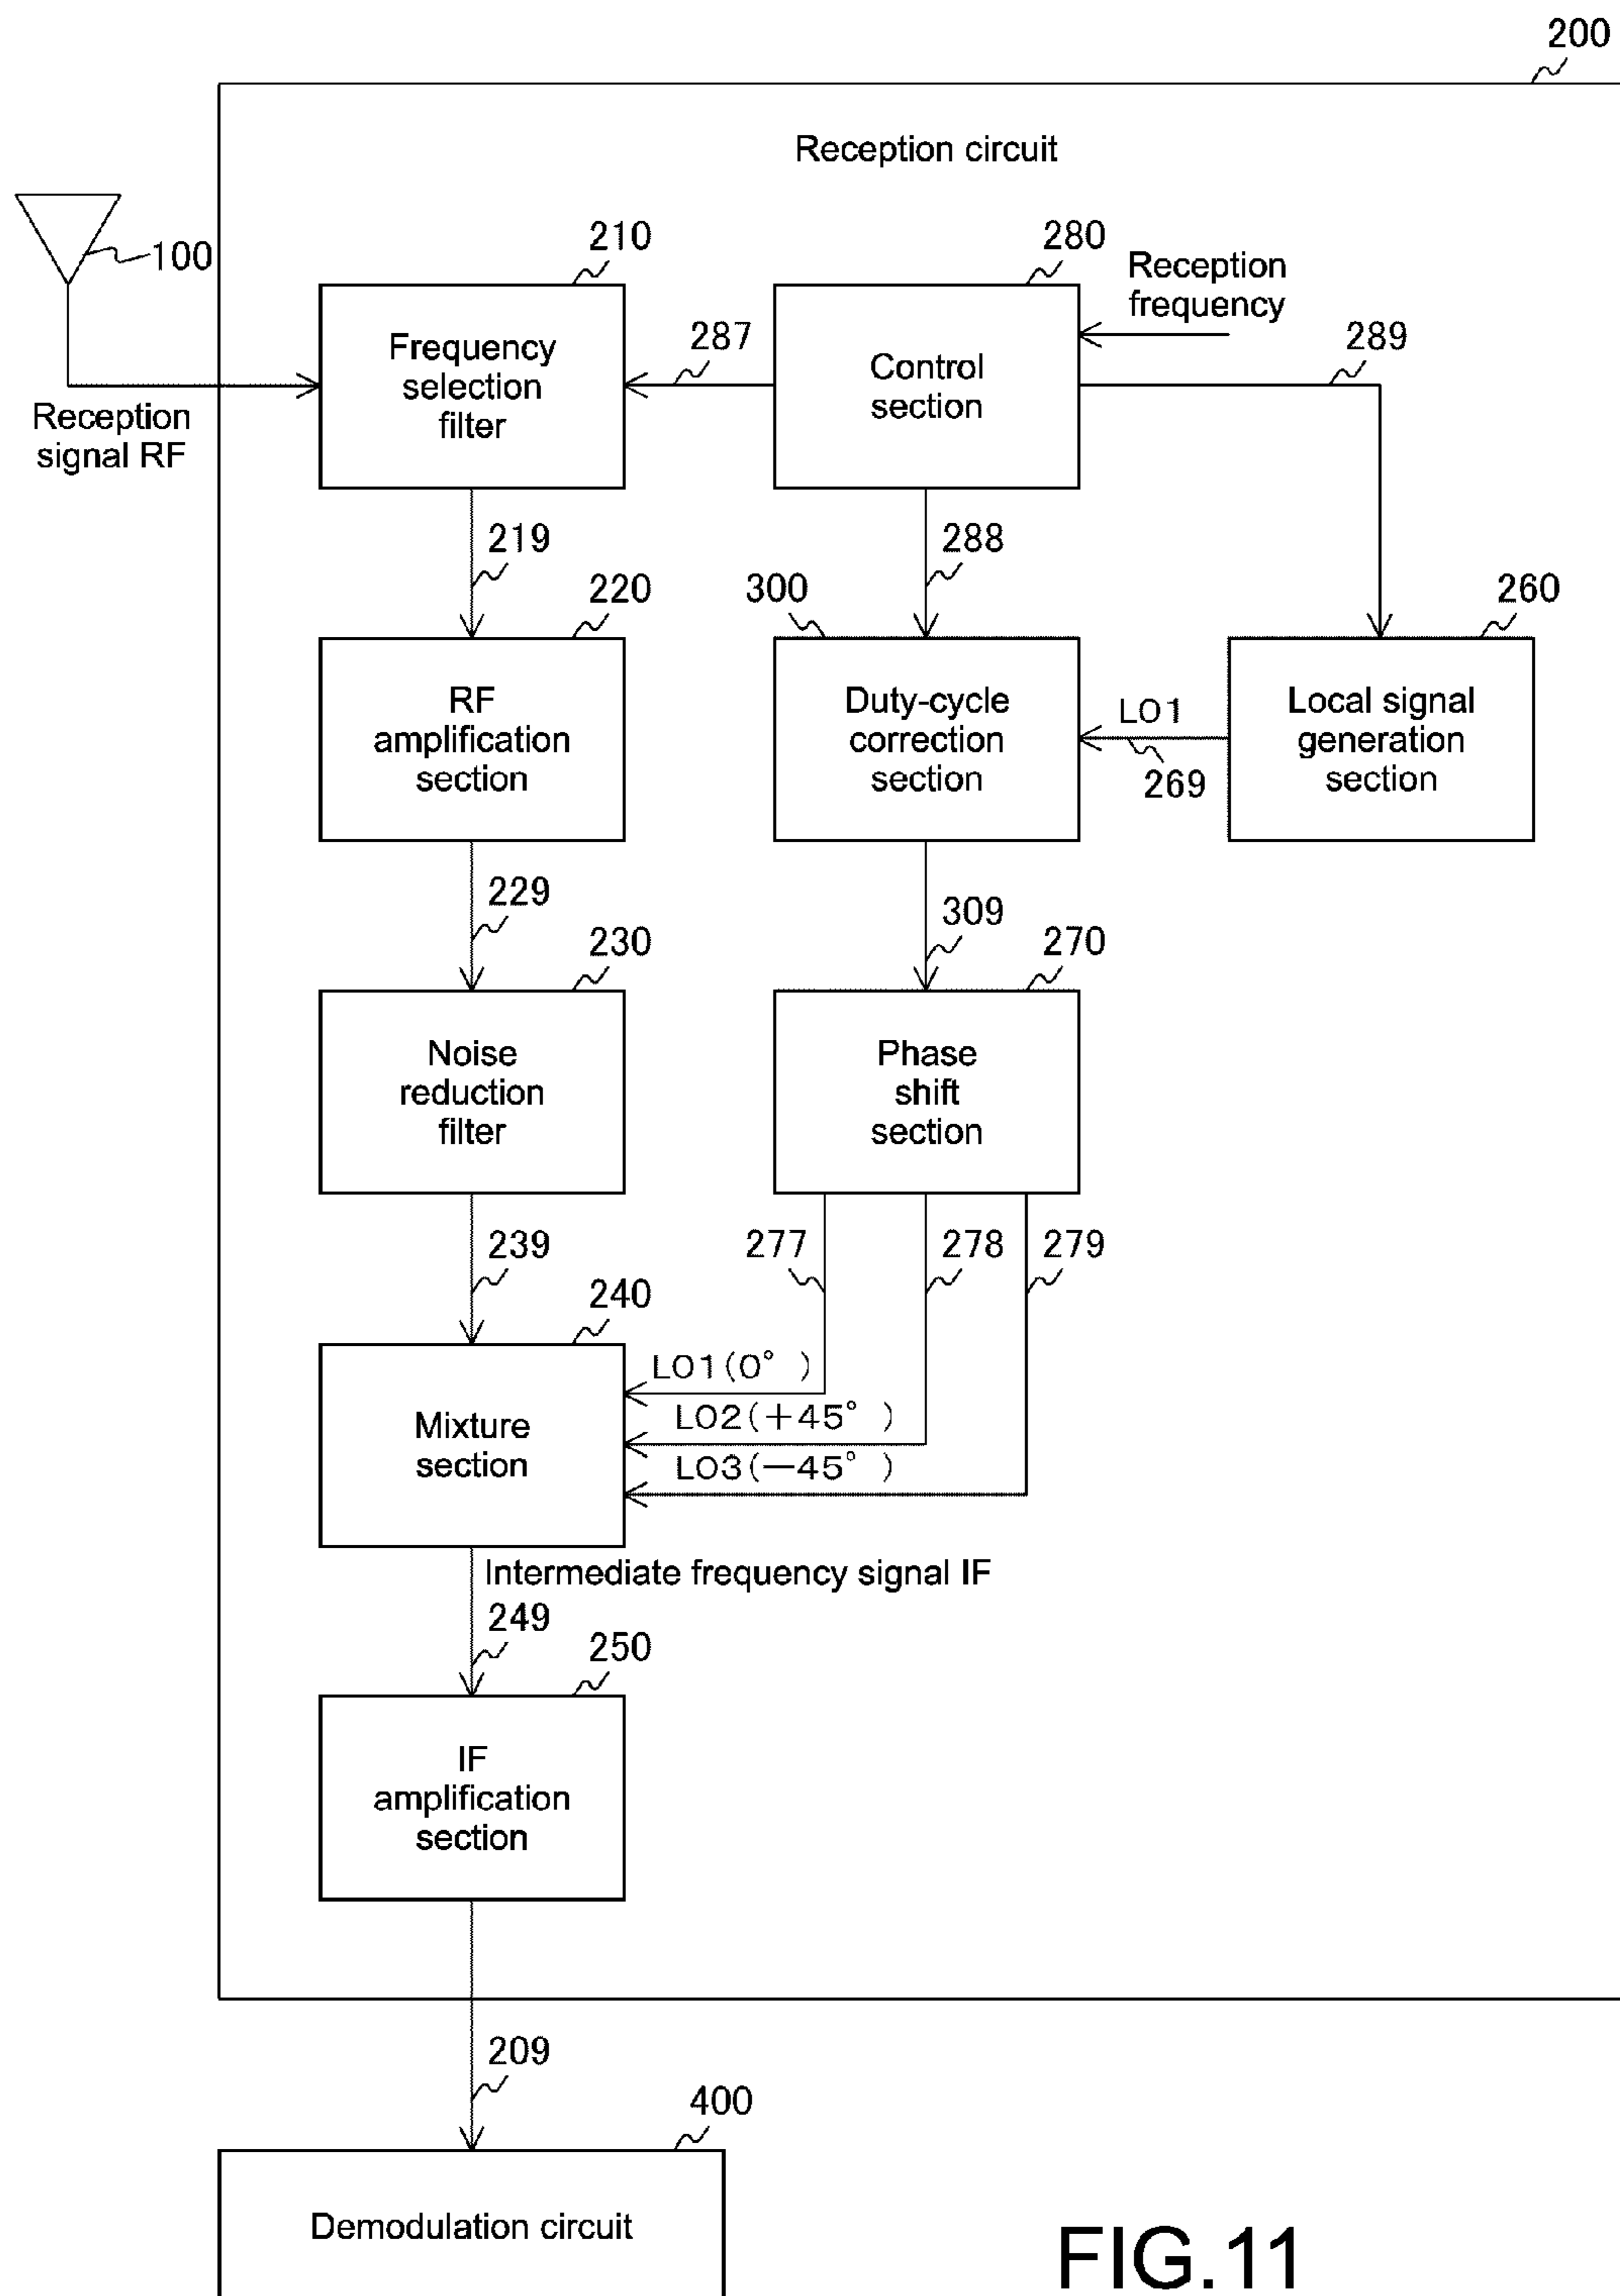 200
Reception circuit
100
210
280
Reception
frequency
Frequency
selection
filter
287
Control
section
289
Reception
signal RF
219
288
220
300
260
RF
amplification
section
Duty-cycle
correction
section
LO1
269
Local signal
generation
section
229
309
230
270
Noise
reduction
filter
Phase
shift
section
239
277
278
279
240
LO1(0°)
LO2(+45°)
LO3(−45°)
Mixture
section
Intermediate frequency signal IF
249
250
IF
amplification
section
209
400
Demodulation circuit
FIG.11